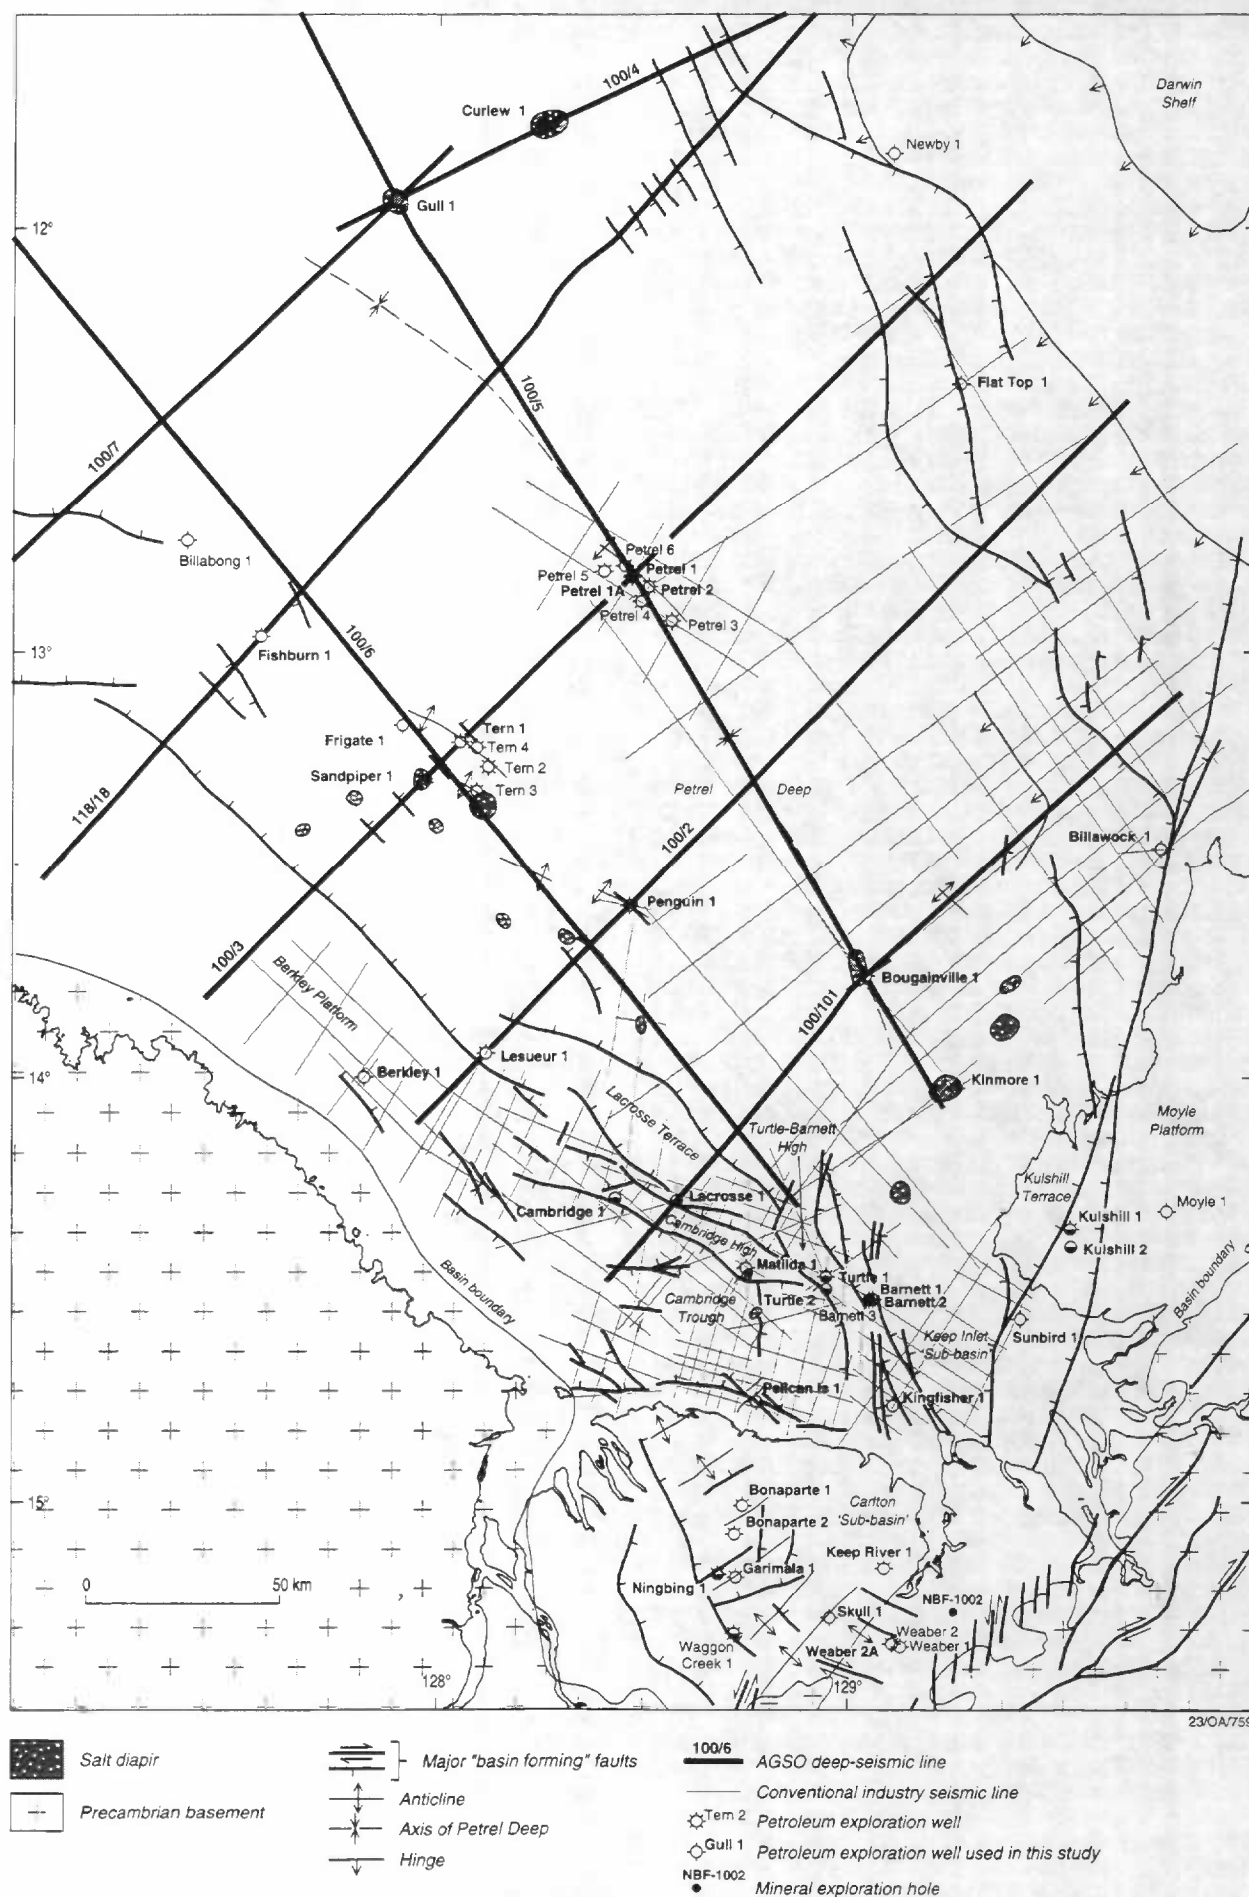 Darwin
Shelf
100/4
Curlew 1
Newby 1
Gull 1
12°
Flat Top 1
100/5
100/7
Billabong 1
Petrel 6
Petrel 5
Petrel 1
Petrel 1A
Petrel 2
Petrel 4
Petrel 3
13°
Fishburn 1
100/6
Frigate 1
Tern 1
Tern 4
Tern 2
Sandpiper 1
Tern 3
118/18
Petrel
Deep
100/2
Billawock 1
Penguin 1
100/3
Berkley Platform
Bougainville 1
100/101
Lesueur 1
14°
Berkley 1
Kinmore 1
Lacrosse Terrace
Turtle-Barnett
High
Moyle
Platform
Kulshill
Terrace
Lacrosse 1
Cambridge 1
Moyle 1
Kulshill 1
Kulshill 2
Cambridge High
Basin boundary
Basin boundary
Matilda 1
Turtle 1
Barnett 1
Barnett 2
Cambridge
Trough
Turtle 2
Barnett 3
Keep Inlet
'Sub-basin'
Sunbird 1
Pelican Is 1
Kingfisher 1
15°
Bonaparte 1
Bonaparte 2
Carlton
'Sub-basin'
Keep River 1
0
50 km
Ningbing 1
Garimala 1
NBF-1002
Skull 1
Waggon
Creek 1
Weaber 2
Weaber 2A
Weaber 1
128°
129°
23/OA/759
Salt diapir
Precambrian basement
Major "basin forming" faults
Anticline
Axis of Petrel Deep
Hinge
100/6
AGSO deep-seismic line
Conventional industry seismic line
Tern 2
Petroleum exploration well
Gull 1
Petroleum exploration well used in this study
NBF-1002
Mineral exploration hole